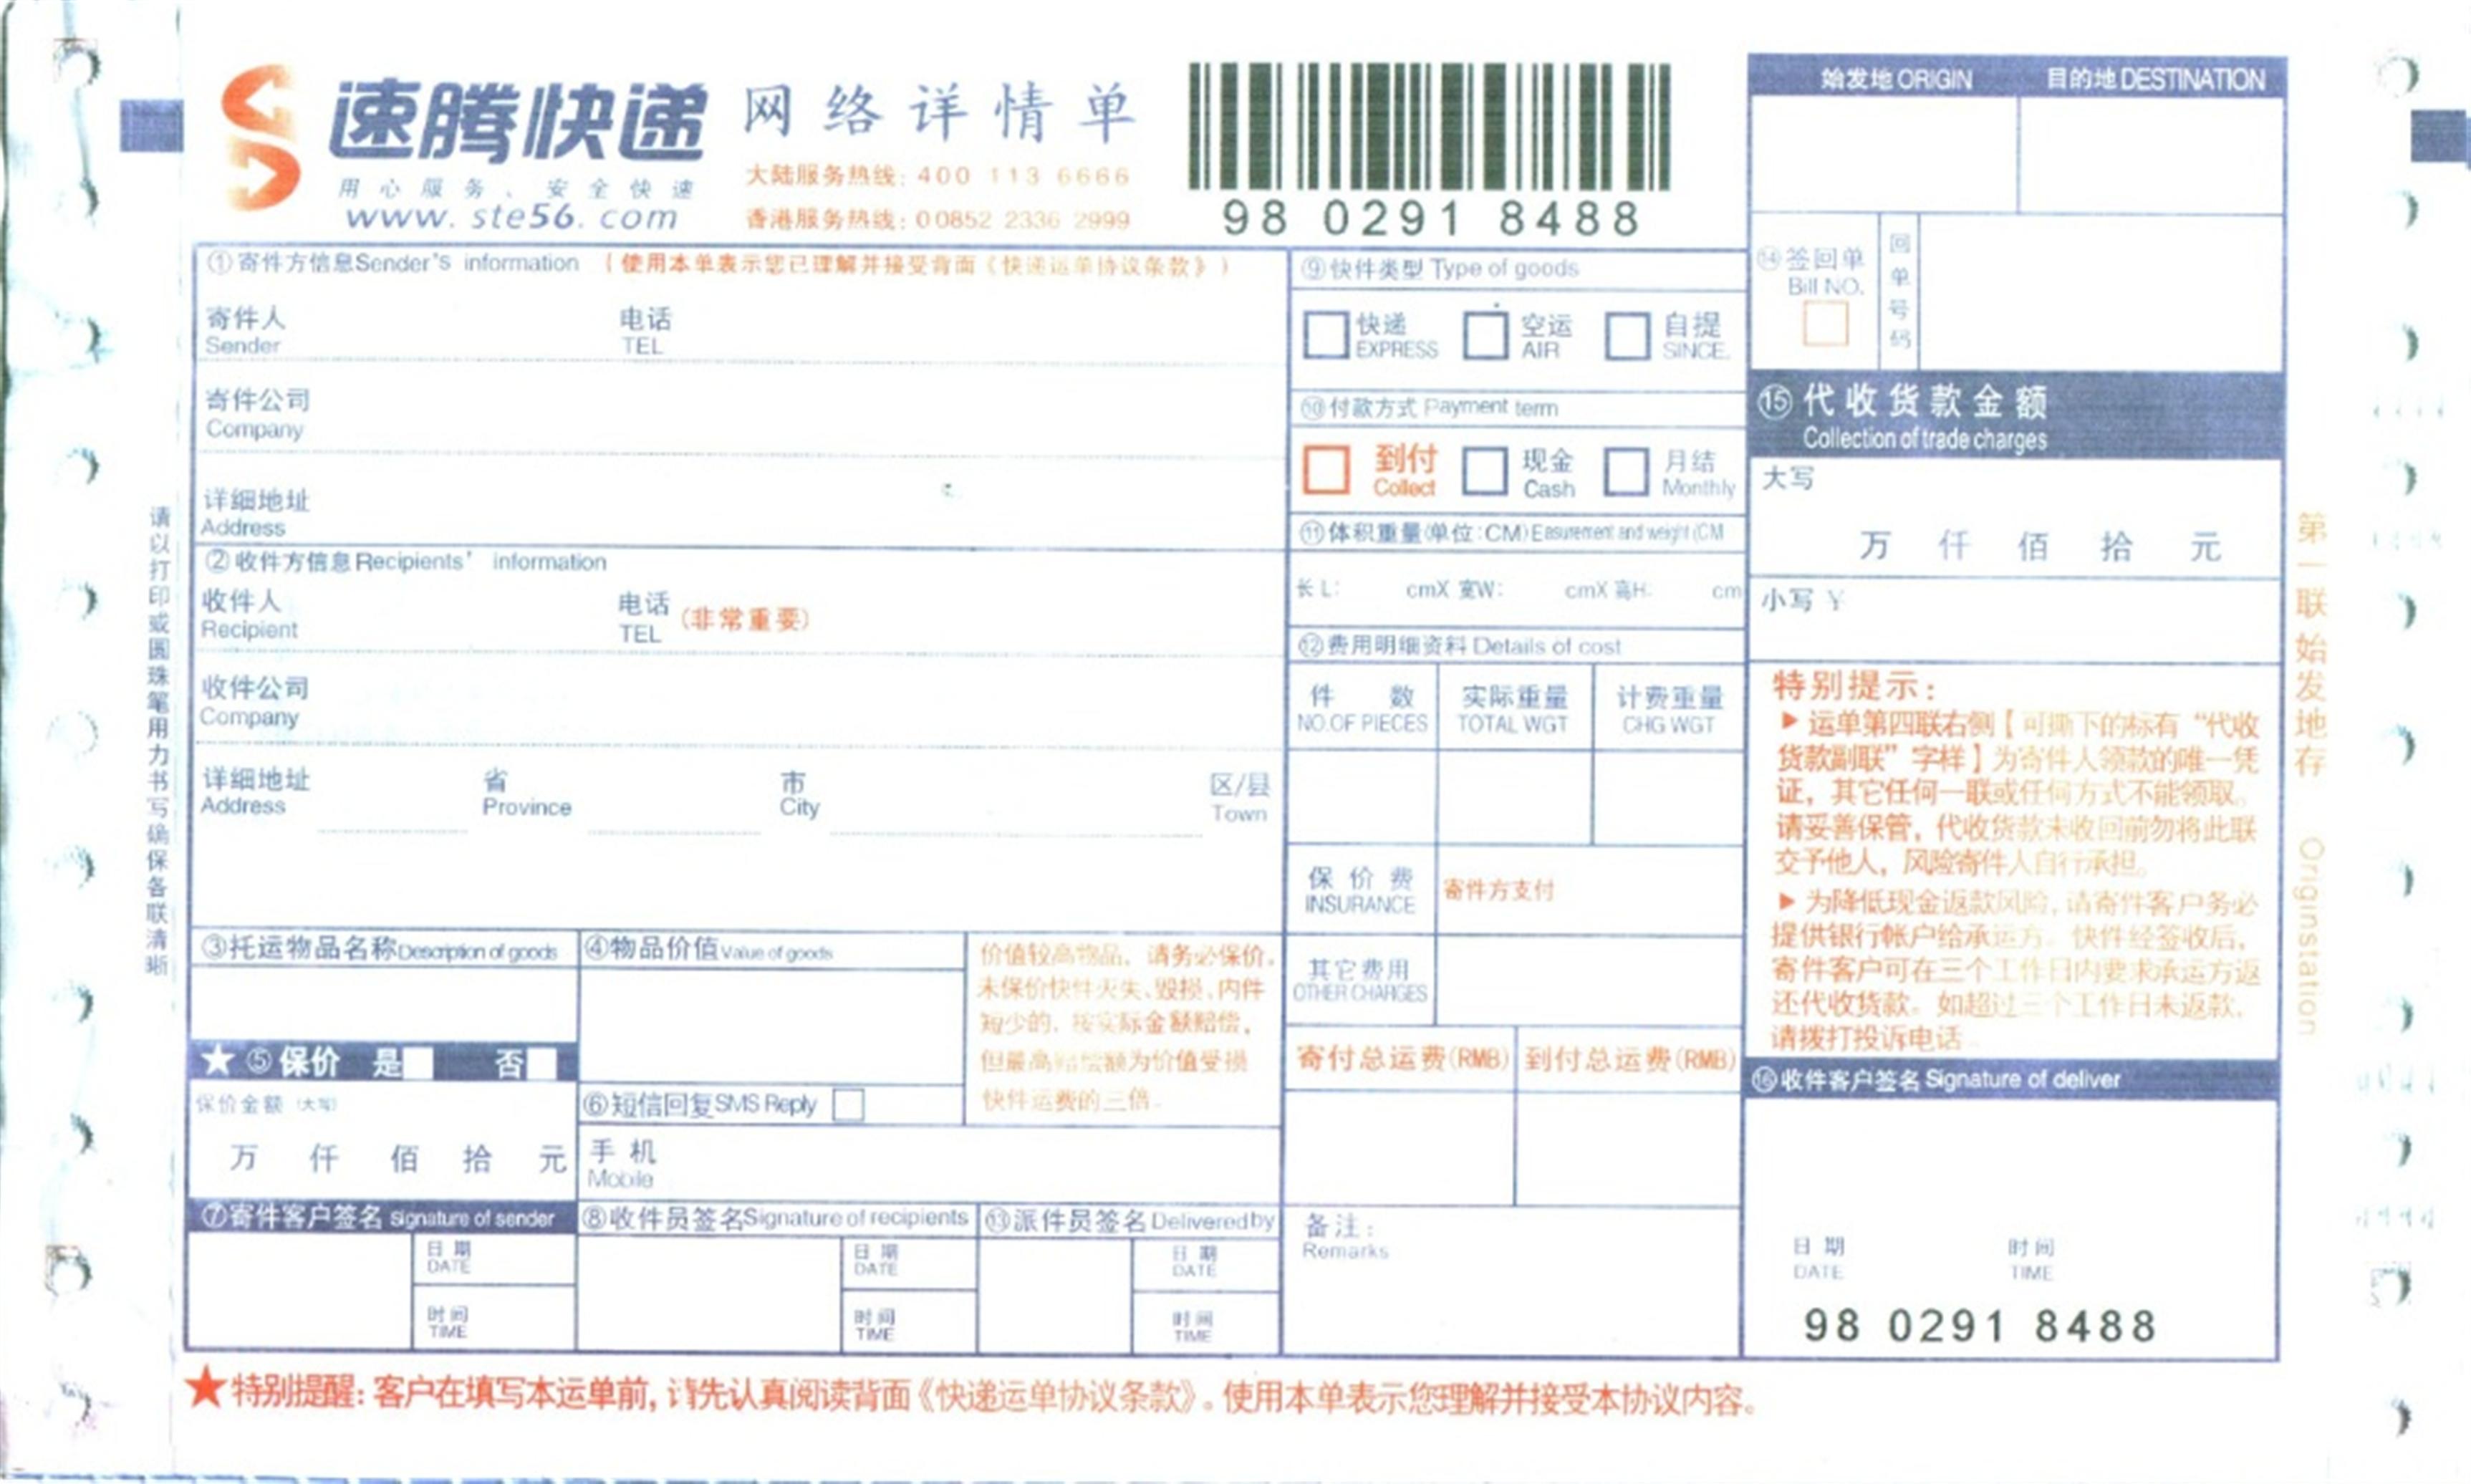 速腾快递
用心服务、安全快速
www.ste56.com
网络详情单
大陆服务热线: 400 113 6666
香港服务热线: 00852 2336 2999
98 0291 8488
始发地 ORIGIN 目的地 DESTINATION
⑭签回单
Bill NO.
回单号码
①寄件方信息Sender's information (使用本单表示您已理解并接受背面《快递运单协议条款》)
寄件人 电话
Sender TEL
寄件公司
Company
详细地址
Address
②收件方信息Recipients' information
收件人 电话 (非常重要)
Recipient TEL
收件公司
Company
详细地址 省 市 区/县
Address Province City Town
③托运物品名称Description of goods
④物品价值Value of goods
价值较高物品，请务必保价，
未保价快件灭失、毁损、内件
短少的，按实际金额赔偿，
但最高赔偿额为价值受损
快件运费的三倍。
★⑤保价 是 否
保价金额 (大写)
万 仟 佰 拾 元
⑥短信回复SMS Reply
手机
Mobile
⑦寄件客户签名 Signature of sender
日期
DATE
时间
TIME
⑧收件员签名Signature of recipients
日期
DATE
时间
TIME
⑬派件员签名Delivered by
日期
DATE
时间
TIME
⑨快件类型 Type of goods
快递 空运 自提
EXPRESS AIR SINCE.
⑩付款方式 Payment term
到付 现金 月结
Collect Cash Monthly
⑪体积重量(单位:CM)Easurement and weight (CM
长 L: cmX 宽W: cmX 高H: cm
⑫费用明细资料 Details of cost
件数 实际重量 计费重量
NO.OF PIECES TOTAL WGT CHG WGT
保价费 寄件方支付
INSURANCE
其它费用
OTHER CHARGES
寄付总运费(RMB) 到付总运费(RMB)
备注:
Remarks
⑮代收货款金额
Collection of trade charges
大写
万 仟 佰 拾 元
小写 ¥
特别提示:
▶运单第四联右侧【可撕下的标有“代收
货款副联”字样】为寄件人领款的唯一凭
证，其它任何一联或任何方式不能领取。
请妥善保管，代收货款未收回前勿将此联
交予他人，风险寄件人自行承担。
▶为降低现金返款风险，请寄件客户务必
提供银行帐户给承运方。快件经签收后，
寄件客户可在三个工作日内要求承运方返
还代收货款。如超过三个工作日未返款，
请拨打投诉电话
⑯收件客户签名 Signature of deliver
日期 时间
DATE TIME
98 0291 8488
请以打印或圆珠笔用力书写确保各联清晰
第一联始发地存 Originstation
★特别提醒: 客户在填写本运单前, 请先认真阅读背面《快递运单协议条款》。使用本单表示您理解并接受本协议内容。